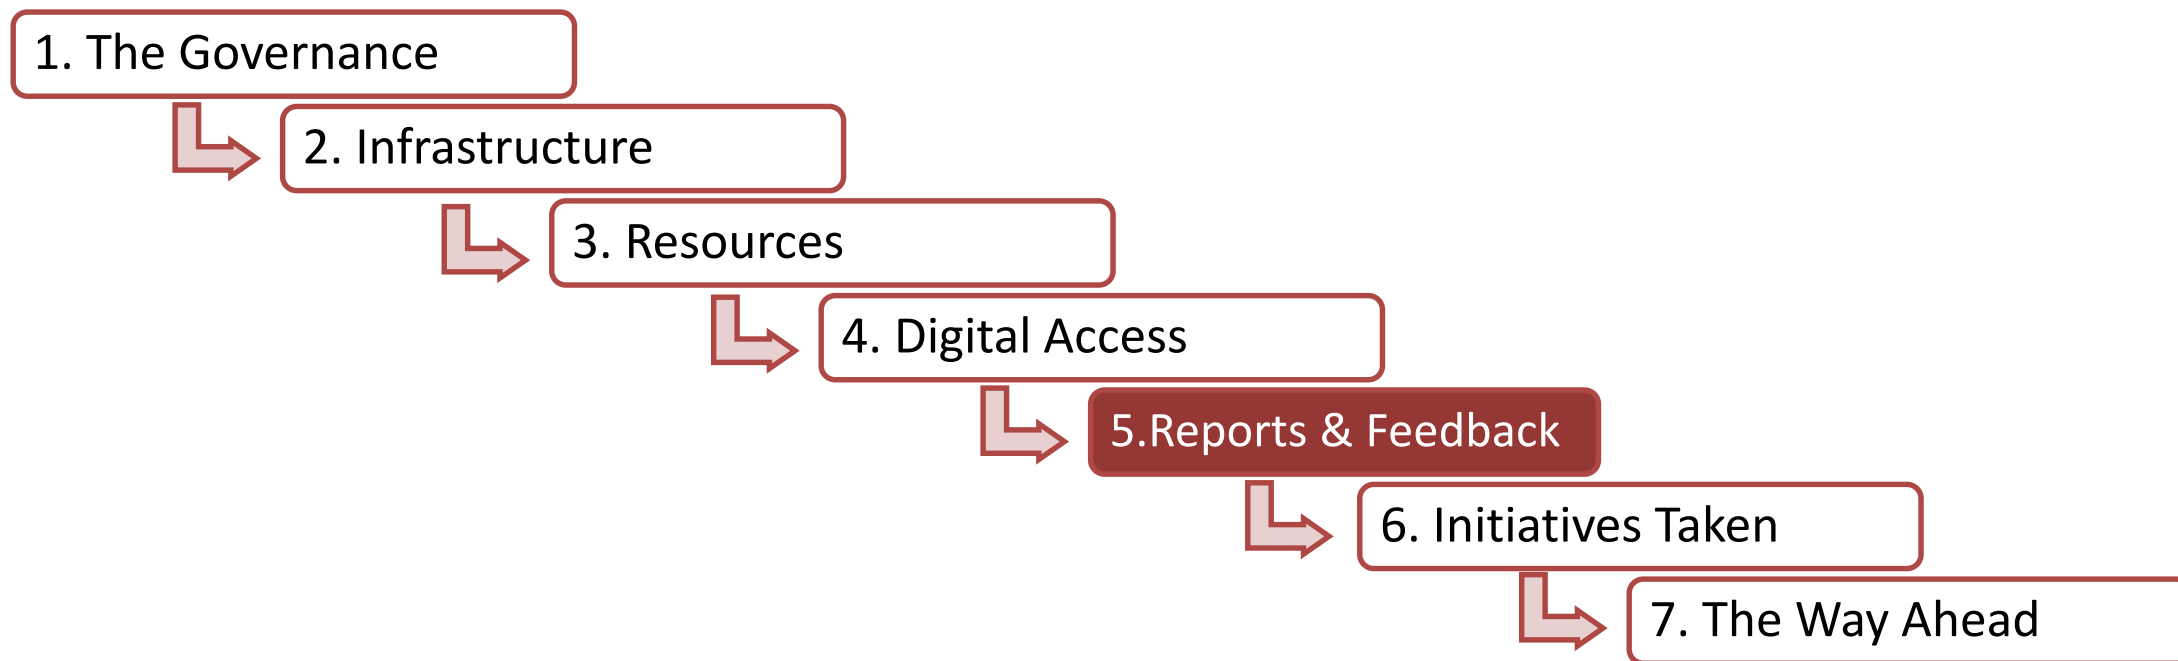 1. The Governance
2. Infrastructure
3. Resources
4. Digital Access
5.Reports & Feedback
6. Initiatives Taken
7. The Way Ahead